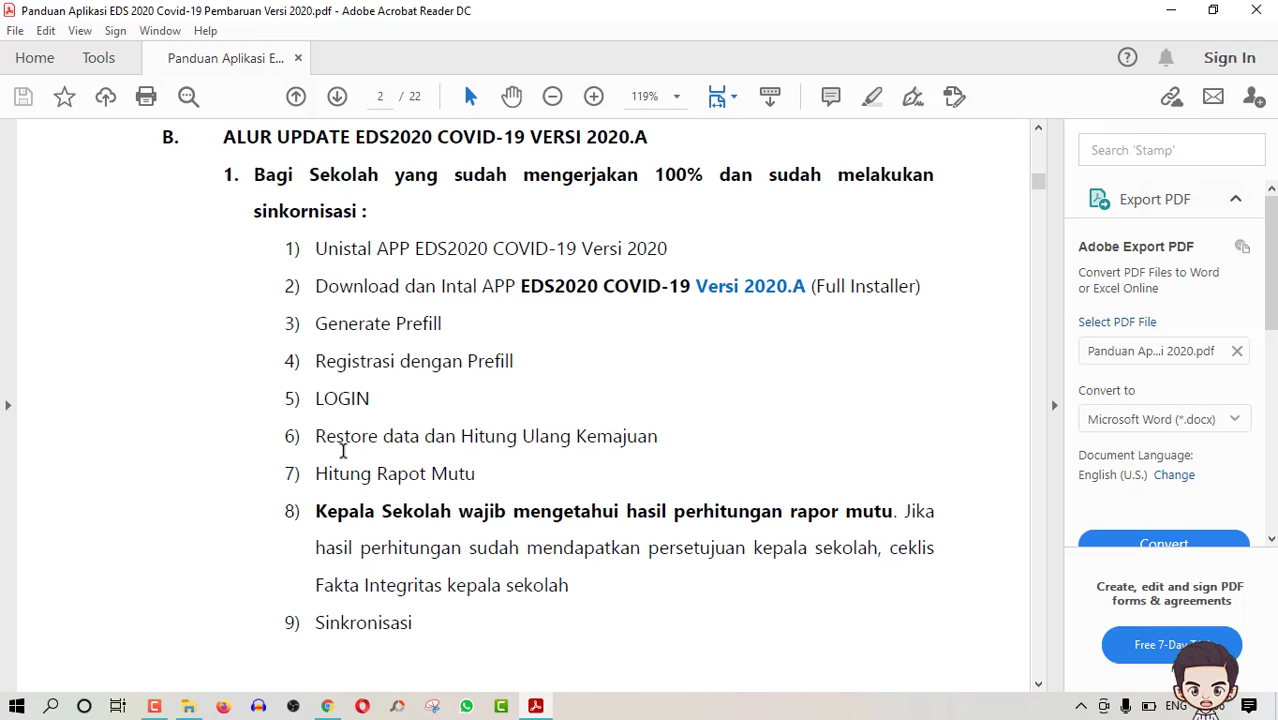 Panduan Aplikasi EDS 2020 Covid-19 Pembaruan Versi 2020.pdf - Adobe Acrobat Reader DC
File Edit View Sign Window Help
Home Tools Panduan Aplikasi E... Sign In
2 / 22 119%
B. ALUR UPDATE EDS2020 COVID-19 VERSI 2020.A
1. Bagi Sekolah yang sudah mengerjakan 100% dan sudah melakukan
sinkornisasi :
1) Unistal APP EDS2020 COVID-19 Versi 2020
2) Download dan Intal APP EDS2020 COVID-19 Versi 2020.A (Full Installer)
3) Generate Prefill
4) Registrasi dengan Prefill
5) LOGIN
6) Restore data dan Hitung Ulang Kemajuan
7) Hitung Rapot Mutu
8) Kepala Sekolah wajib mengetahui hasil perhitungan rapor mutu. Jika
hasil perhitungan sudah mendapatkan persetujuan kepala sekolah, ceklis
Fakta Integritas kepala sekolah
9) Sinkronisasi
Search 'Stamp'
Export PDF
Adobe Export PDF
Convert PDF Files to Word
or Excel Online
Select PDF File
Panduan Ap...i 2020.pdf
Convert to
Microsoft Word (*.docx)
Document Language:
English (U.S.) Change
Convert
Create, edit and sign PDF
forms & agreements
Free 7-Day
ENG